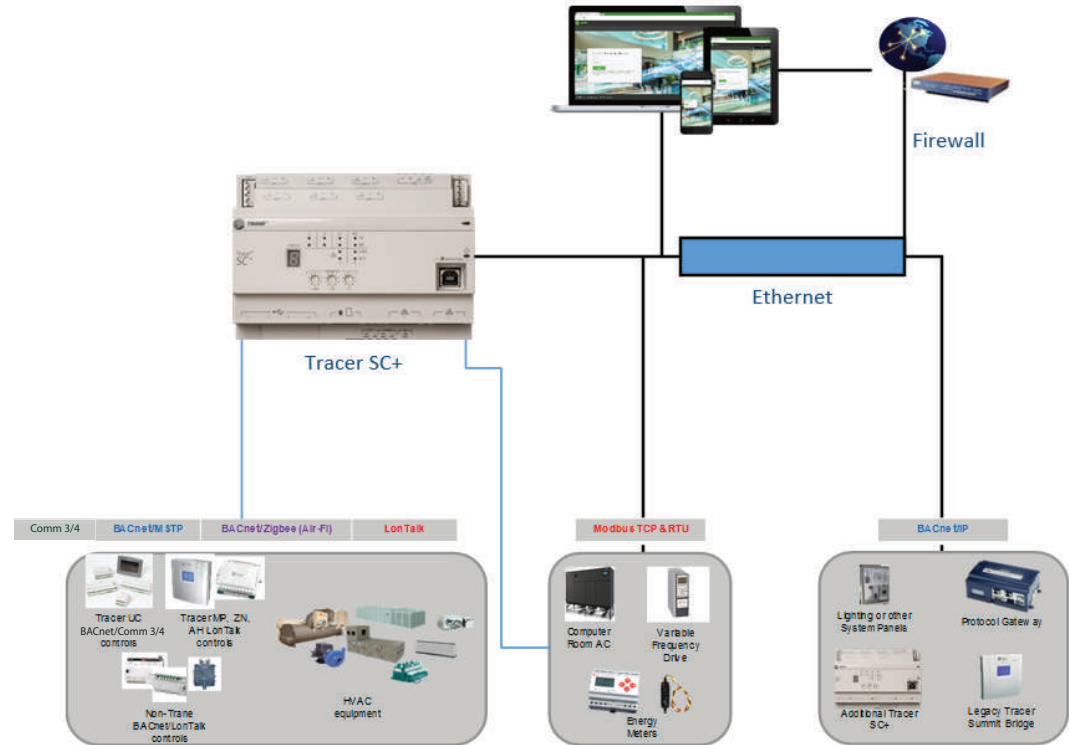 Firewall
TRANE
Tracer
SC+
Ethernet
Tracer SC+
Comm 3/4
BACnet/MSTP
BACnet/Zigbee (Air-Fi)
LonTalk
Modbus TCP & RTU
BACnet/IP
Tracer UC
BACnet/Comm 3/4
controls
Tracer MP, ZN,
AH LonTalk
controls
Non-Trane
BACnet/LonTalk
controls
HVAC
equipment
Computer
Room AC
Variable
Frequency
Drive
Energy
Meters
Lighting or other
System Panels
Protocol Gateway
Additional Tracer
SC+
Legacy Tracer
Summit Bridge